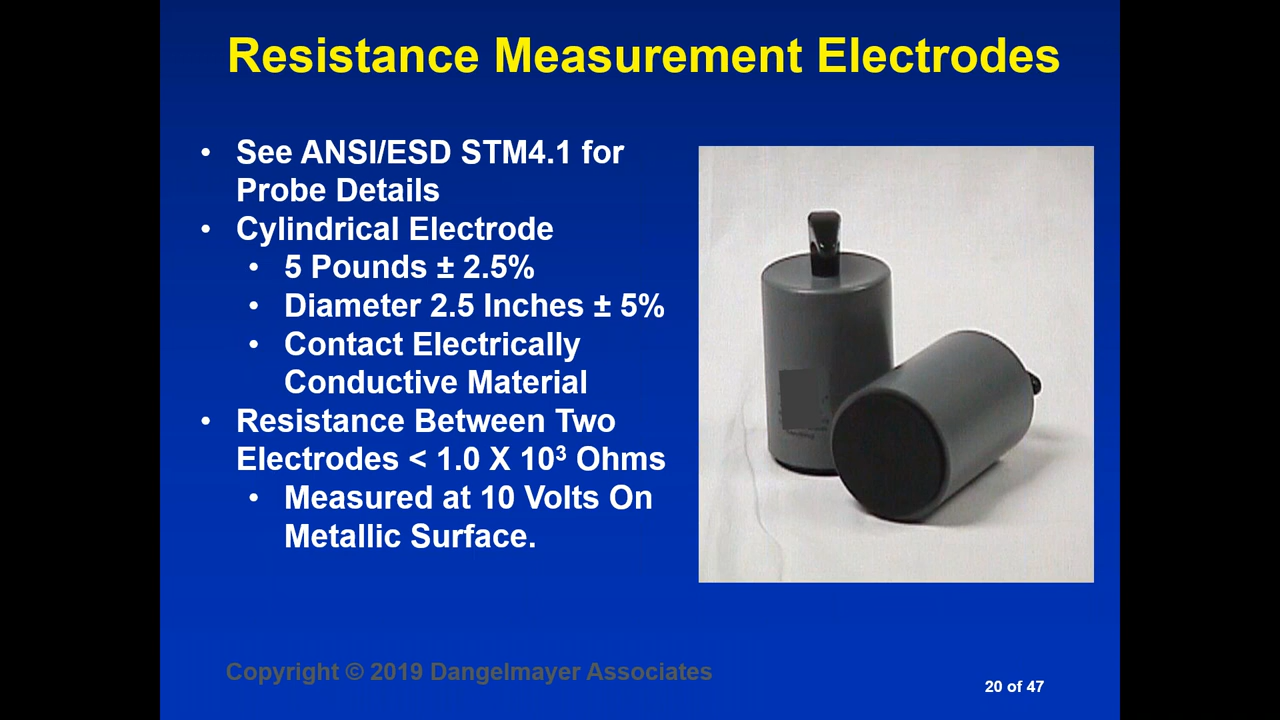 Resistance Measurement Electrodes
• See ANSI/ESD STM4.1 for
Probe Details
• Cylindrical Electrode
• 5 Pounds ± 2.5%
• Diameter 2.5 Inches ± 5%
• Contact Electrically
Conductive Material
• Resistance Between Two
Electrodes < 1.0 X 10³ Ohms
• Measured at 10 Volts On
Metallic Surface.
Copyright © 2019 Dangelmayer Associates
20 of 47